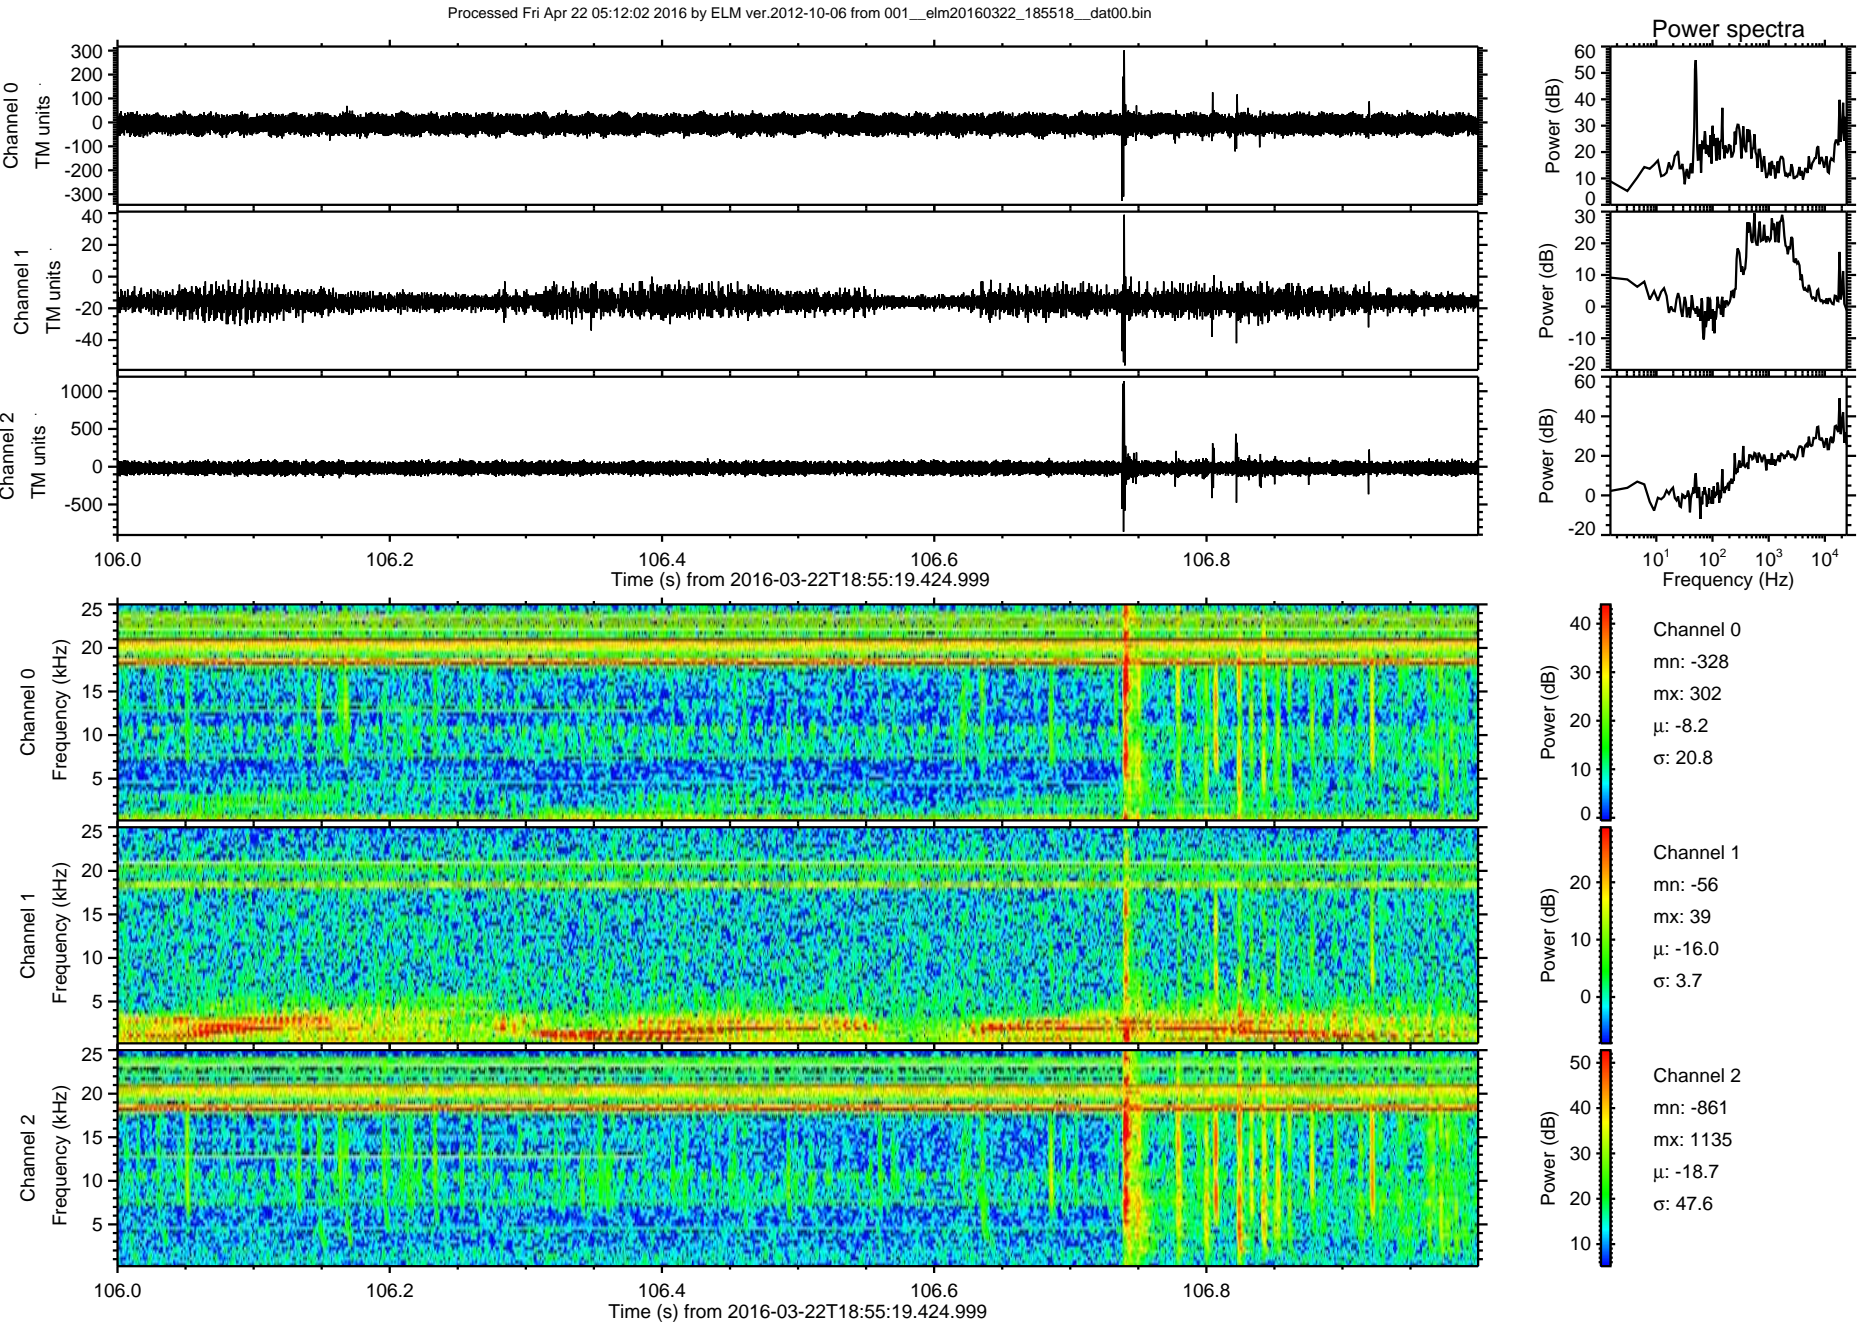 Processed Fri Apr 22 05:12:02 2016 by ELM ver.2012-10-06 from 001__elm20160322_185518__dat00.bin
Power spectra
Channel 0
TM units
300
200
100
0
-100
-200
-300
Power (dB)
60
50
40
30
20
10
0
Channel 1
TM units
40
20
0
-20
-40
Power (dB)
30
20
10
0
-10
-20
Channel 2
TM units
1000
500
0
-500
Power (dB)
60
40
20
0
-20
106.0 106.2 106.4 106.6 106.8
Time (s) from 2016-03-22T18:55:19.424.999
10^1 10^2 10^3 10^4
Frequency (Hz)
Channel 0
Frequency (kHz)
25
20
15
10
5
Power (dB)
40
30
20
10
0
Channel 0
mn: -328
mx: 302
μ: -8.2
σ: 20.8
Channel 1
Frequency (kHz)
25
20
15
10
5
Power (dB)
20
10
0
Channel 1
mn: -56
mx: 39
μ: -16.0
σ: 3.7
Channel 2
Frequency (kHz)
25
20
15
10
5
Power (dB)
50
40
30
20
10
Channel 2
mn: -861
mx: 1135
μ: -18.7
σ: 47.6
106.0 106.2 106.4 106.6 106.8
Time (s) from 2016-03-22T18:55:19.424.999